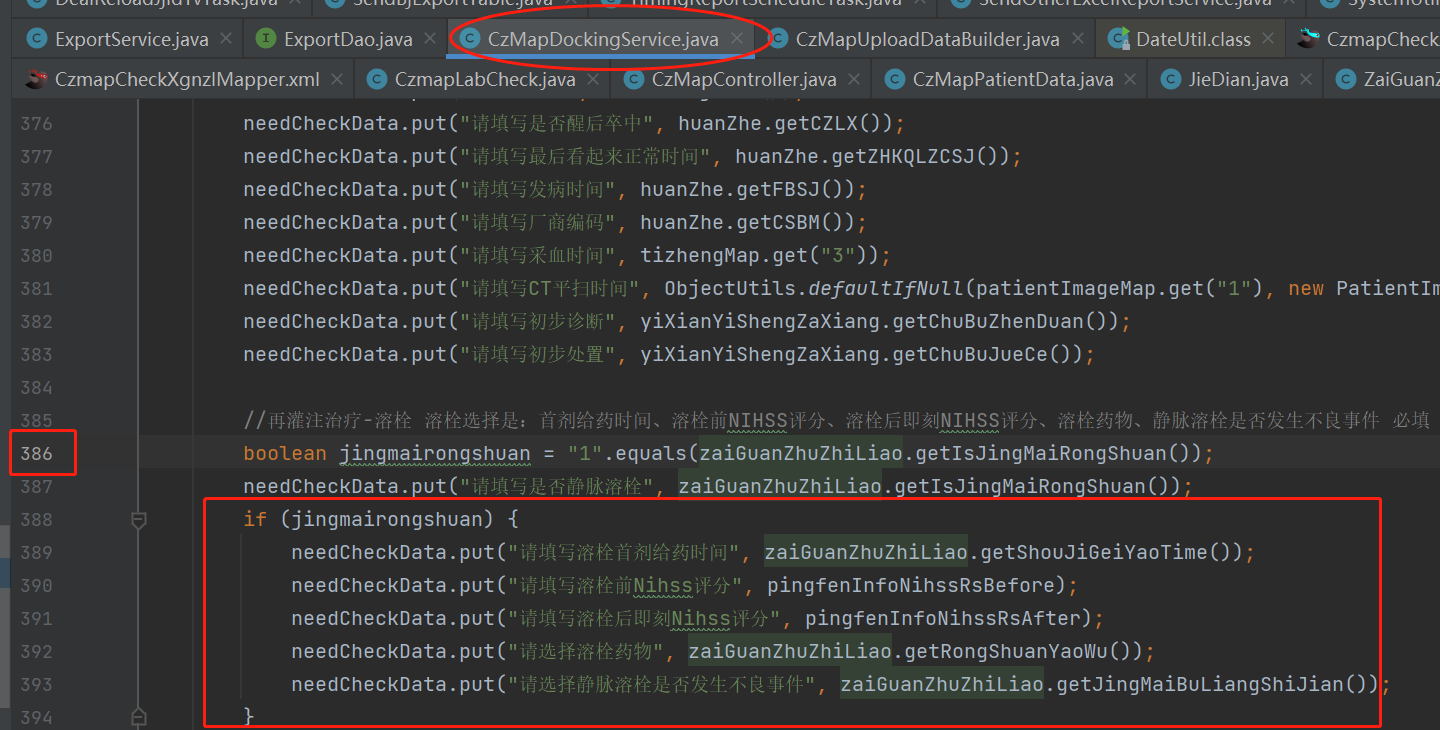 DealReloadJidTvTask.java SendBjExportTable.java TimingReportScheduleTask.java SendOtherExcelReportService.java SystemUtil
ExportService.java ExportDao.java CzMapDockingService.java CzMapUploadDataBuilder.java DateUtil.class CzmapCheck
CzmapCheckXgnzlMapper.xml CzmapLabCheck.java CzMapController.java CzMapPatientData.java JieDian.java ZaiGuanZ
376 needCheckData.put("请填写是否醒后卒中", huanZhe.getCZLX());
377 needCheckData.put("请填写最后看起来正常时间", huanZhe.getZHKQLZCSJ());
378 needCheckData.put("请填写发病时间", huanZhe.getFBSJ());
379 needCheckData.put("请填写厂商编码", huanZhe.getCSBM());
380 needCheckData.put("请填写采血时间", tizhengMap.get("3"));
381 needCheckData.put("请填写CT平扫时间", ObjectUtils.defaultIfNull(patientImageMap.get("1"), new PatientIm
382 needCheckData.put("请填写初步诊断", yiXianYiShengZaXiang.getChuBuZhenDuan());
383 needCheckData.put("请填写初步处置", yiXianYiShengZaXiang.getChuBuJueCe());
384
385 //再灌注治疗-溶栓 溶栓选择是：首剂给药时间、溶栓前NIHSS评分、溶栓后即刻NIHSS评分、溶栓药物、静脉溶栓是否发生不良事件 必填
386 boolean jingmairongshuan = "1".equals(zaiGuanZhuZhiLiao.getIsJingMaiRongShuan());
387 needCheckData.put("请填写是否静脉溶栓", zaiGuanZhuZhiLiao.getIsJingMaiRongShuan());
388 if (jingmairongshuan) {
389 needCheckData.put("请填写溶栓首剂给药时间", zaiGuanZhuZhiLiao.getShouJiGeiYaoTime());
390 needCheckData.put("请填写溶栓前Nihss评分", pingfenInfoNihssRsBefore);
391 needCheckData.put("请填写溶栓后即刻Nihss评分", pingfenInfoNihssRsAfter);
392 needCheckData.put("请选择溶栓药物", zaiGuanZhuZhiLiao.getRongShuanYaoWu());
393 needCheckData.put("请选择静脉溶栓是否发生不良事件", zaiGuanZhuZhiLiao.getJingMaiBuLiangShiJian());
394 }